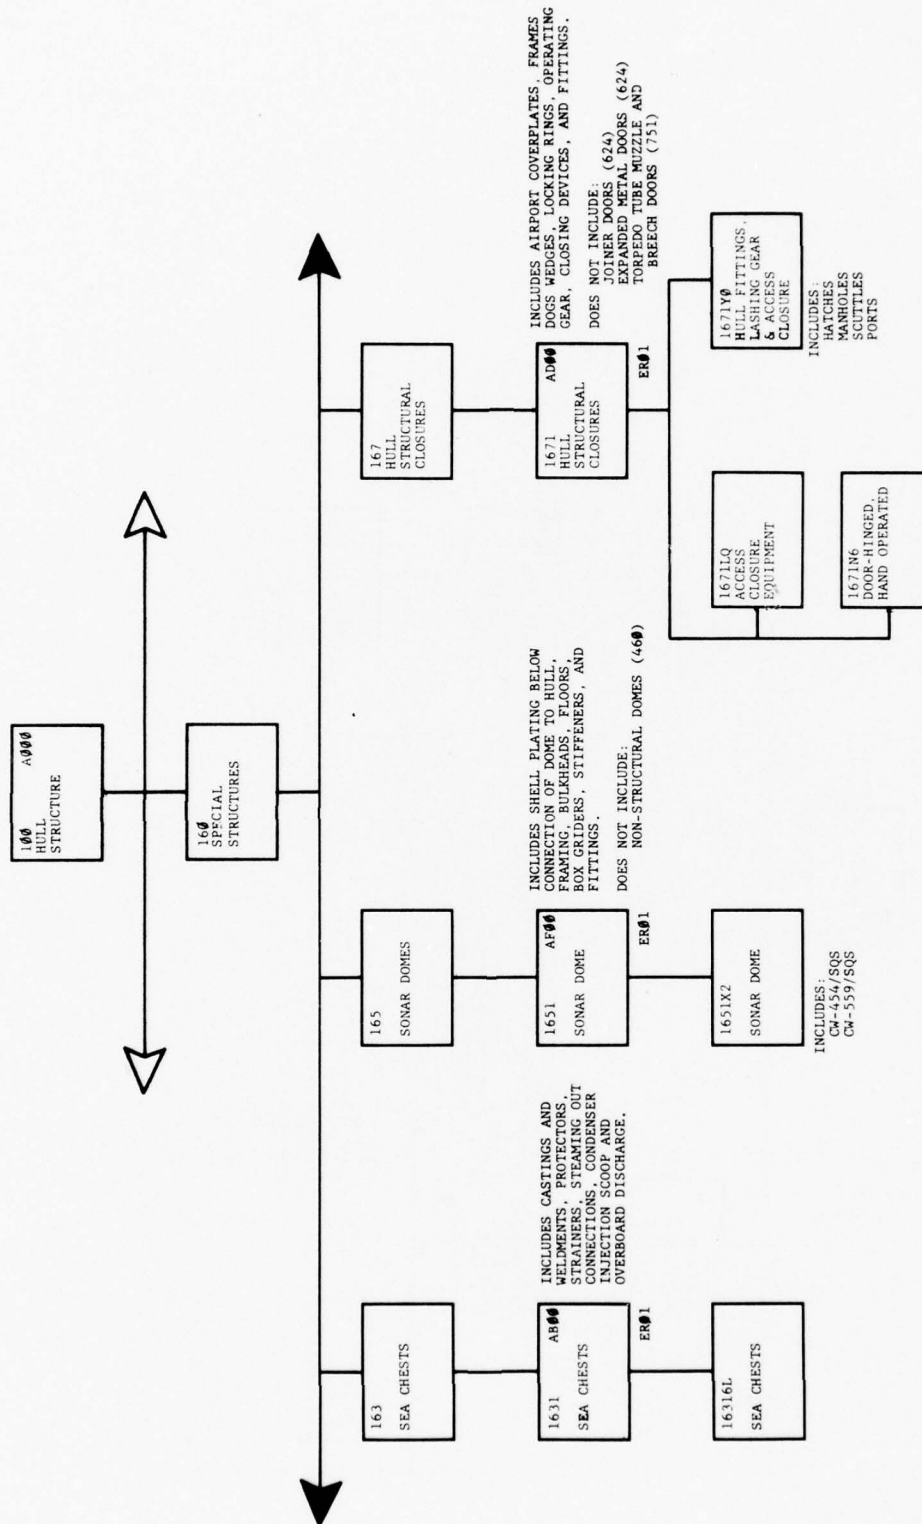 100 A000
HULL
STRUCTURE
160
SPECIAL
STRUCTURES
163
SEA CHESTS
165
SONAR DOMES
167
HULL
STRUCTURAL
CLOSURES
1631 AB00
SEA CHESTS
ER01
INCLUDES CASTINGS AND
WELDMENTS, PROTECTORS,
STRAINERS, STEAMING OUT
CONNECTIONS, CONDENSER
INJECTION SCOOP AND
OVERBOARD DISCHARGE.
1651 AF00
SONAR DOME
ER01
INCLUDES SHELL PLATING BELOW
CONNECTION OF DOME TO HULL,
FRAMING, BULKHEADS, FLOORS,
BOX GRIDERS, STIFFENERS, AND
FITTINGS.
DOES NOT INCLUDE:
NON-STRUCTURAL DOMES (460)
1671 AD00
HULL
STRUCTURAL
CLOSURES
ER01
INCLUDES AIRPORT COVERPLATES, FRAMES
DOGS WEDGES, LOCKING RINGS, OPERATING
GEAR, CLOSING DEVICES, AND FITTINGS.
DOES NOT INCLUDE:
JOINER DOORS (624)
EXPANDED METAL DOORS (624)
TORPEDO TUBE MUZZLE AND
BREECH DOORS (751)
16316L
SEA CHESTS
1651X2
SONAR DOME
INCLUDES:
CW-454/SQS
CW-559/SQS
1671LQ
ACCESS
CLOSURE
EQUIPMENT
1671N6
DOOR-HINGED,
HAND OPERATED
1671Y0
HULL FITTINGS,
LASHING GEAR
& ACCESS
CLOSURE
INCLUDES:
HATCHES
MANHOLES
SCUTTLES
PORTS